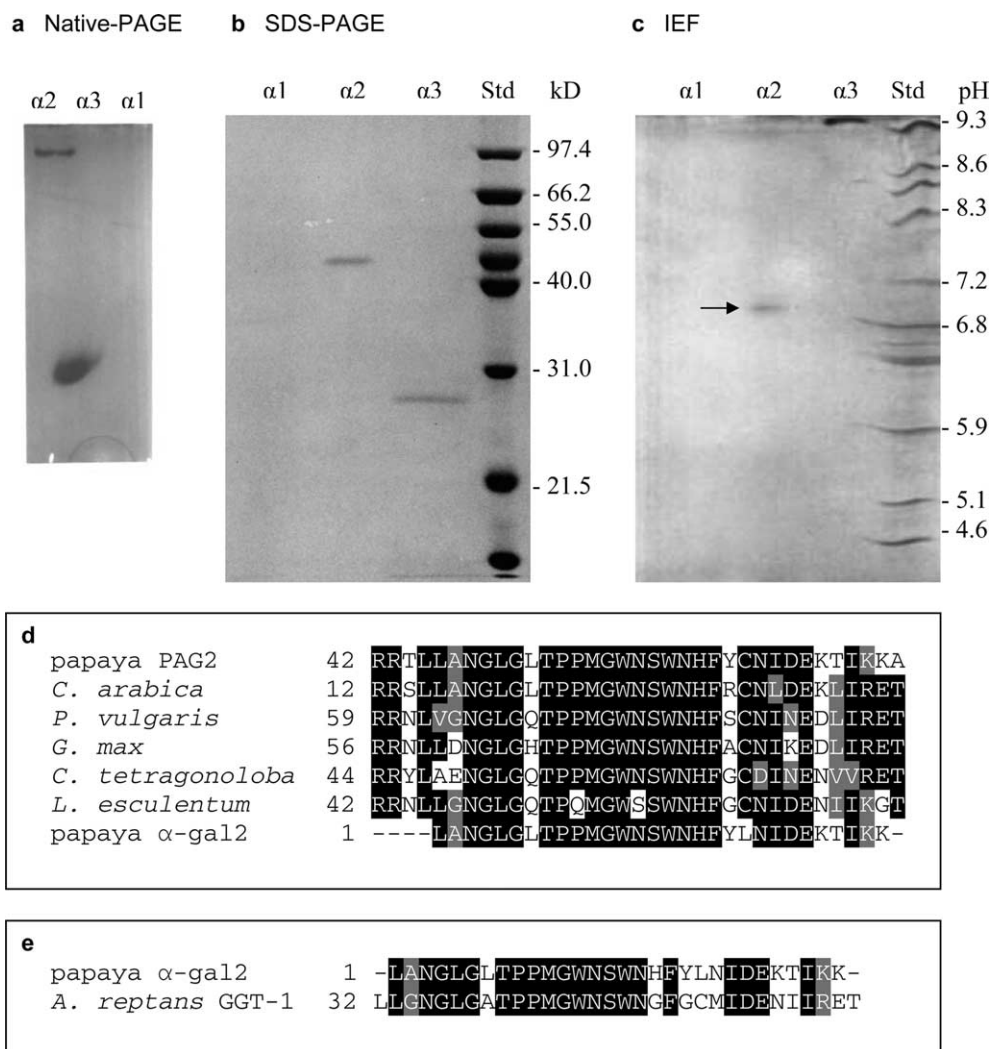 a Native-PAGE b SDS-PAGE c IEF
α2 α3 α1
α1 α2 α3 Std kD
- 97.4
- 66.2
- 55.0
- 40.0
- 31.0
- 21.5
α1 α2 α3 Std pH
- 9.3
- 8.6
- 8.3
- 7.2
- 6.8
- 5.9
- 5.1
- 4.6
d
papaya PAG2 42 RRTLLANGLGLTPPMGWNSWNHFYCNIDEKTIKKA
C. arabica 12 RRSLLANGLGLTPPMGWNSWNHFRCNLDEKLIRET
P. vulgaris 59 RRNLVGNGLGQTPPMGWNSWNHFSCNINEDLIRET
G. max 56 RRNLLDNGLGHTPPMGWNSWNHFACNIKEDLIRET
C. tetragonoloba 44 RRYLAENGLGQTPPMGWNSWNHFGCDINENVVRET
L. esculentum 42 RRNLLGNGLGQTPQMGWSSWNHFGCNIDENIIKGT
papaya α-gal2 1 ----LANGLGLTPPMGWNSWNHFYLNIDEKTIKK-
e
papaya α-gal2 1 -LANGLGLTPPMGWNSWNHFYLNIDEKTIKK-
A. reptans GGT-1 32 LLGNGLGATPPMGWNSWNGFGCMIDENIIRET